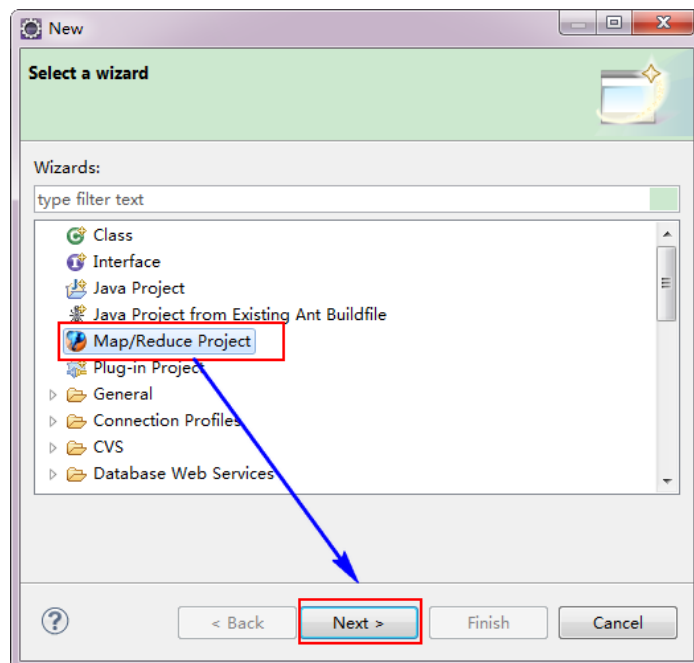 New
Select a wizard
Wizards:
type filter text
Class
Interface
Java Project
Java Project from Existing Ant Buildfile
Map/Reduce Project
Plug-in Project
General
Connection Profiles
CVS
Database Web Services
?
< Back
Next >
Finish
Cancel